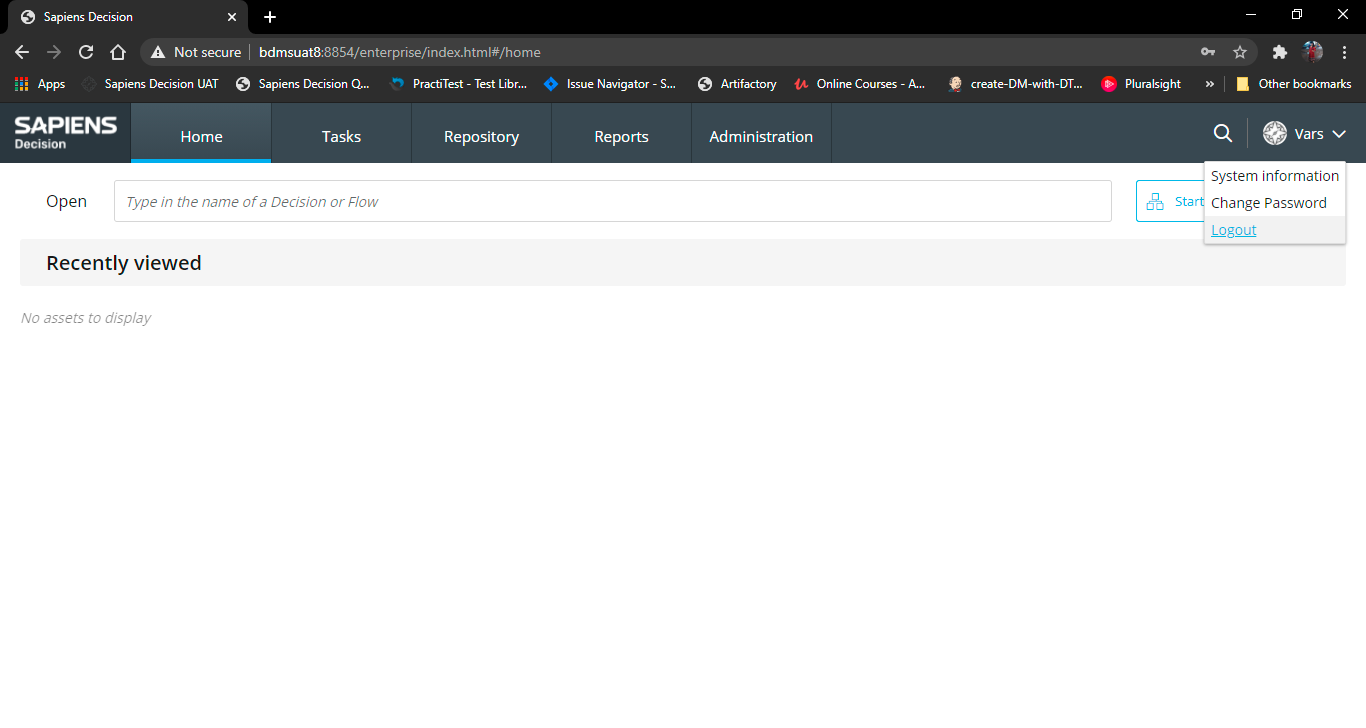 Sapiens Decision
Not secure bdmsuat8:8854/enterprise/index.html#/home
Apps Sapiens Decision UAT Sapiens Decision Q... PractiTest - Test Libr... Issue Navigator - S... Artifactory Online Courses - A... create-DM-with-DT... Pluralsight » Other bookmarks
SAPIENS
Decision
Home Tasks Repository Reports Administration Vars
System information
Change Password
Logout
Open Type in the name of a Decision or Flow Start
Recently viewed
No assets to display